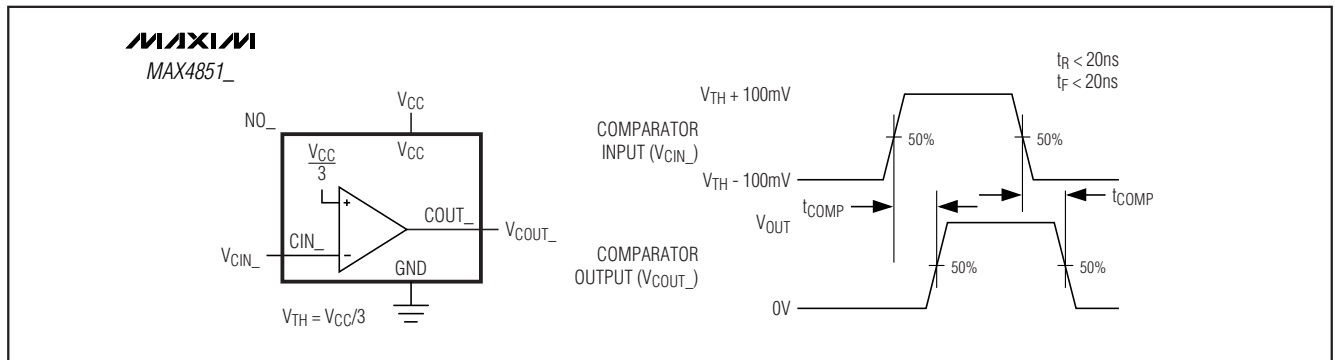 MAXIM
MAX4851_
NO_
VCC
VCC
VCC
3
+
CIN_
-
VCIN_
COUT_
VCOUT_
GND
VTH = VCC/3
tR < 20ns
tF < 20ns
VTH + 100mV
COMPARATOR
INPUT (VCIN_)
50%
50%
VTH - 100mV
tCOMP
tCOMP
VOUT
COMPARATOR
OUTPUT (VCOUT_)
50%
50%
0V